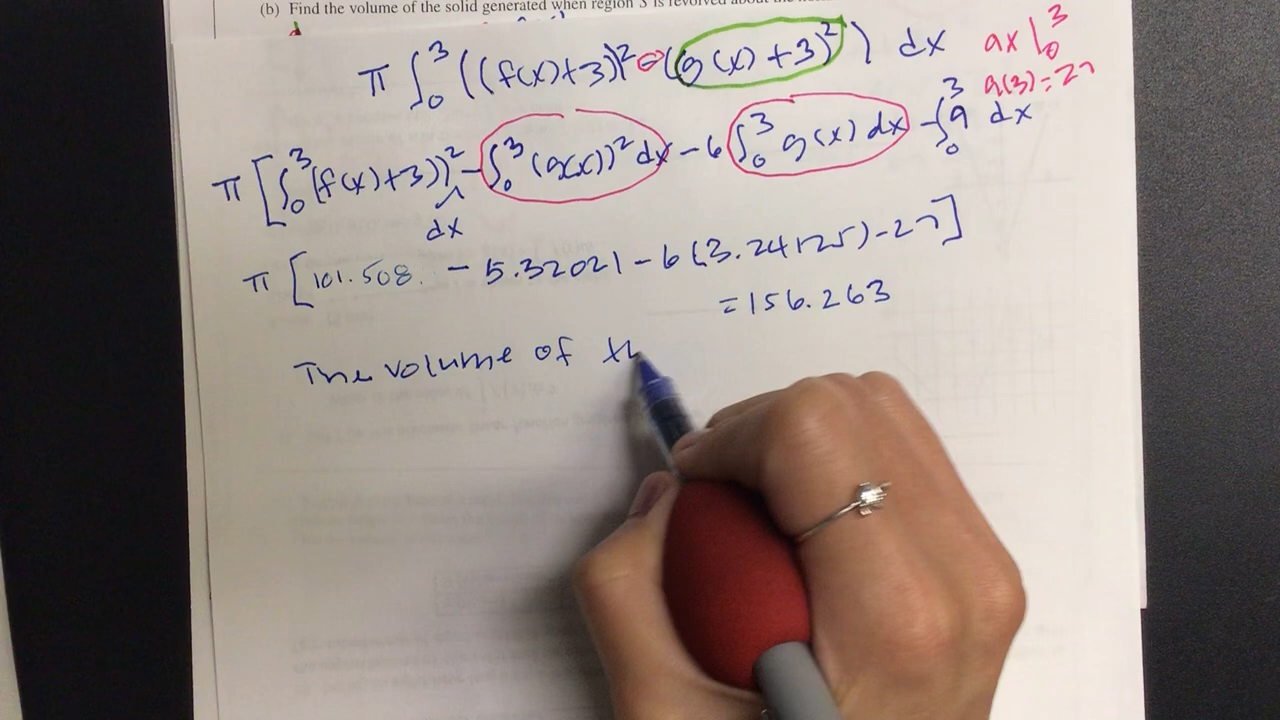 (b) Find the volume of the solid generated when region S is revolved about the
π ∫₀³ ((f(x)+3)² - (g(x)+3)²) dx
9x |₀³
9(3)=27
π [∫₀³ (f(x)+3))² dx - ∫₀³ (g(x))² dx - 6 ∫₀³ g(x) dx - ∫₀³ 9 dx
π [101.508. - 5.32021 - 6(3.24125) - 27]
= 156.263
The volume of th